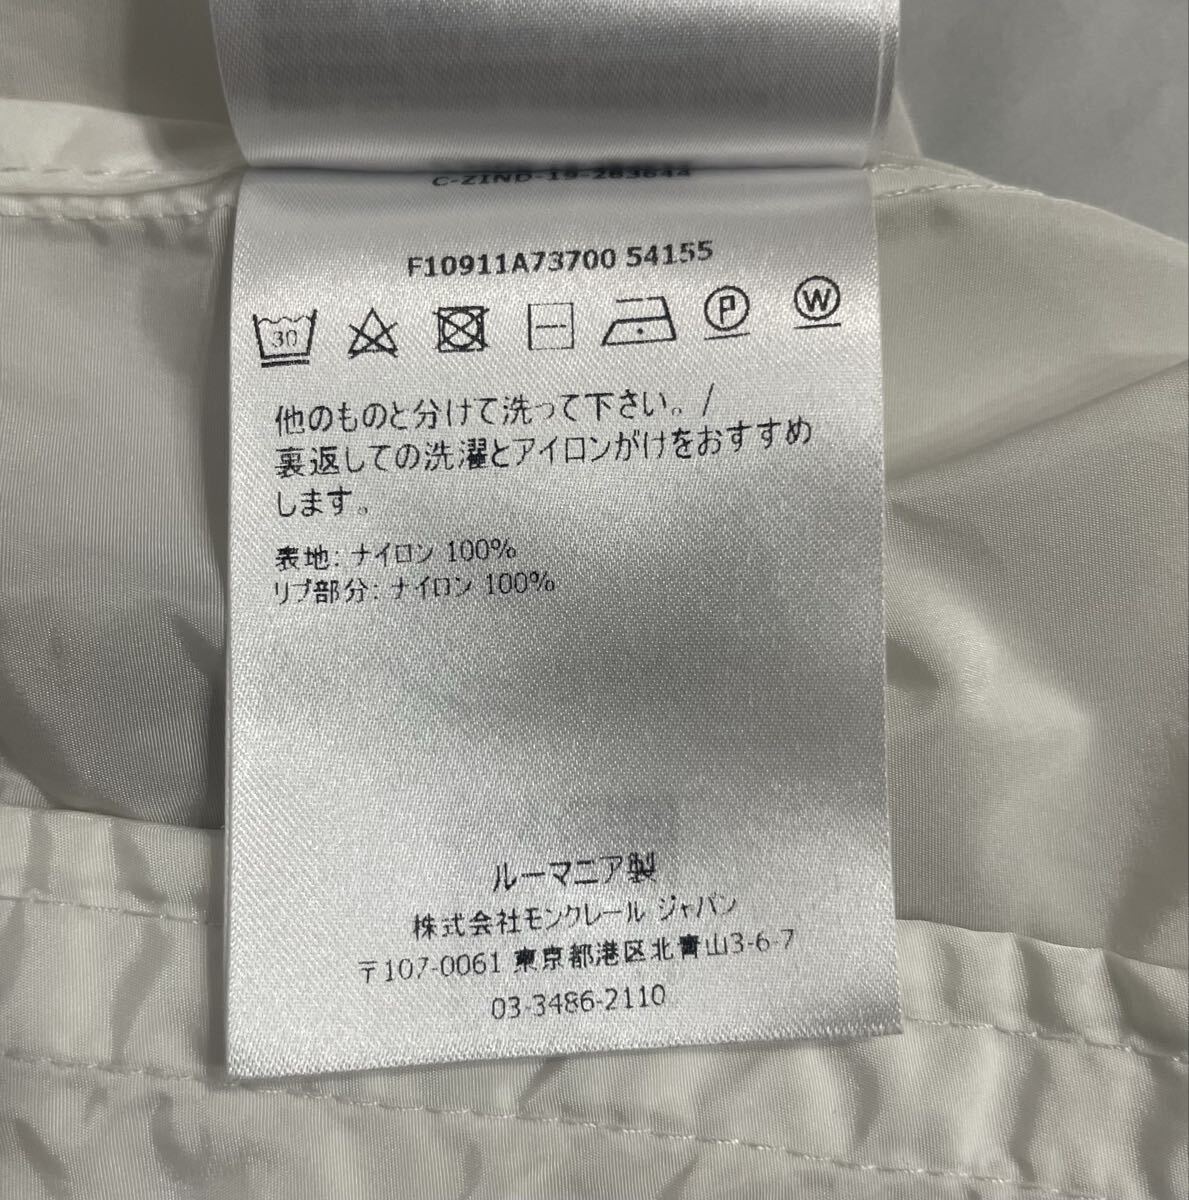 C-ZIND-19-283644
F10911A73700 54155
30 P W
他のものと分けて洗って下さい。/
裏返しての洗濯とアイロンがけをおすすめ
します。
表地: ナイロン 100%
リブ部分: ナイロン 100%
ルーマニア製
株式会社モンクレール ジャパン
〒107-0061 東京都港区北青山3-6-7
03-3486-2110